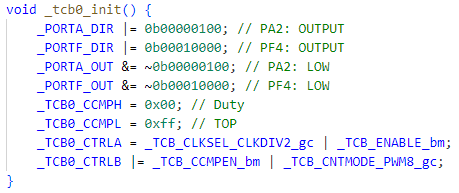 void _tcb0_init() {
    _PORTA_DIR |= 0b00000100; // PA2: OUTPUT
    _PORTF_DIR |= 0b00010000; // PF4: OUTPUT
    _PORTA_OUT &= ~0b00000100; // PA2: LOW
    _PORTF_OUT &= ~0b00010000; // PF4: LOW
    _TCB0_CCMPH = 0x00; // Duty
    _TCB0_CCMPL = 0xff; // TOP
    _TCB0_CTRLA = _TCB_CLKSEL_CLKDIV2_gc | _TCB_ENABLE_bm;
    _TCB0_CTRLB |= _TCB_CCMPEN_bm | _TCB_CNTMODE_PWM8_gc;
}